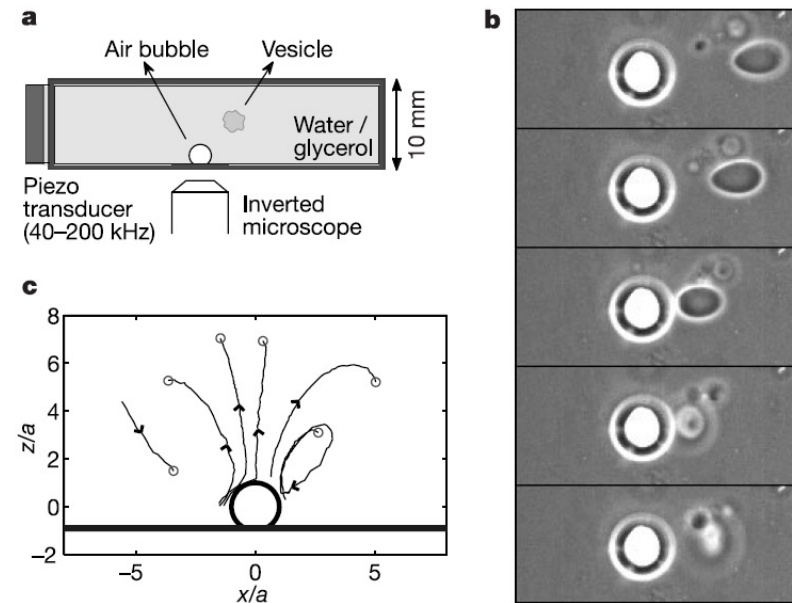 a
Air bubble
Vesicle
Water /
glycerol
10 mm
Piezo
transducer
(40–200 kHz)
Inverted
microscope
b
c
8
6
4
2
0
–2
z/a
–5
0
5
x/a